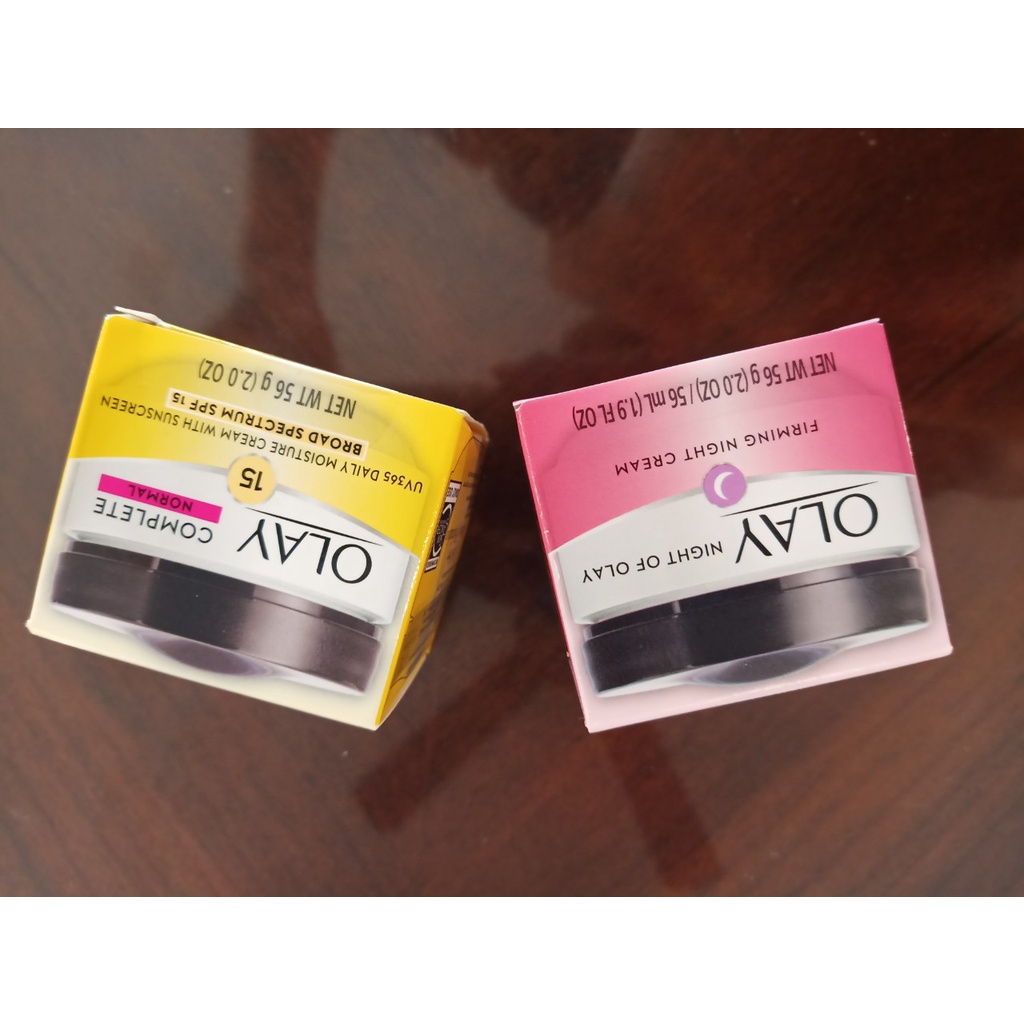 OLAY
COMPLETE
NORMAL
15
UV365 DAILY MOISTURE CREAM WITH SUNSCREEN
BROAD SPECTRUM SPF 15
NET WT 56 g (2.0 OZ)
OLAY
NIGHT OF OLAY
FIRMING NIGHT CREAM
NET WT 56 g (2.0 OZ) / 56 mL (1.9 FL OZ)